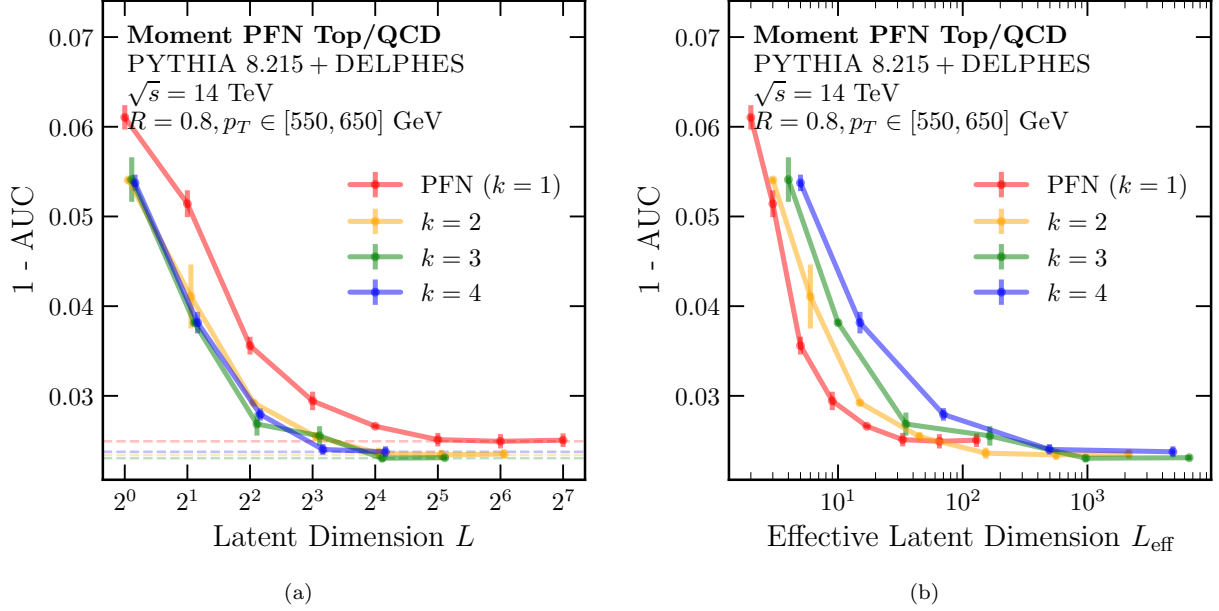 Moment PFN Top/QCD
PYTHIA 8.215 + DELPHES
√s = 14 TeV
R = 0.8, p_T ∈ [550, 650] GeV
PFN (k = 1)
k = 2
k = 3
k = 4
1 - AUC
0.07
0.06
0.05
0.04
0.03
2^0 2^1 2^2 2^3 2^4 2^5 2^6 2^7
Latent Dimension L
(a)
Moment PFN Top/QCD
PYTHIA 8.215 + DELPHES
√s = 14 TeV
R = 0.8, p_T ∈ [550, 650] GeV
PFN (k = 1)
k = 2
k = 3
k = 4
1 - AUC
0.07
0.06
0.05
0.04
0.03
10^1 10^2 10^3
Effective Latent Dimension L_eff
(b)